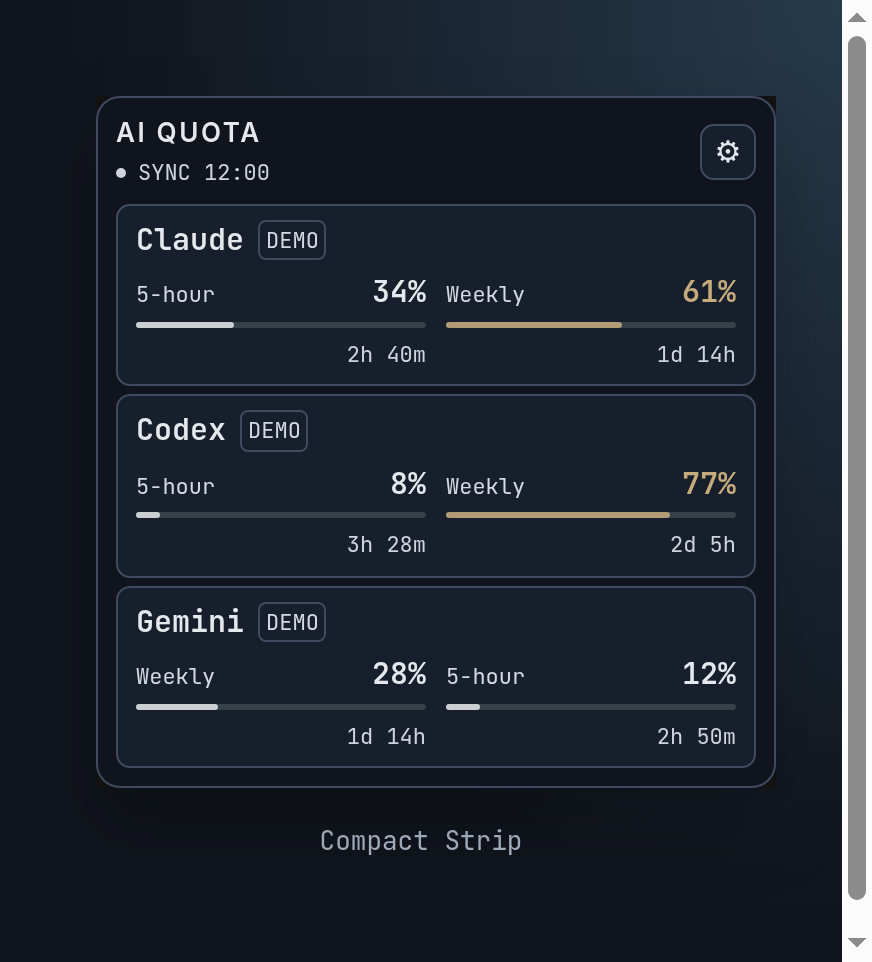 AI QUOTA
SYNC 12:00
Claude DEMO
5-hour 34% Weekly 61%
2h 40m 1d 14h
Codex DEMO
5-hour 8% Weekly 77%
3h 28m 2d 5h
Gemini DEMO
Weekly 28% 5-hour 12%
1d 14h 2h 50m
Compact Strip